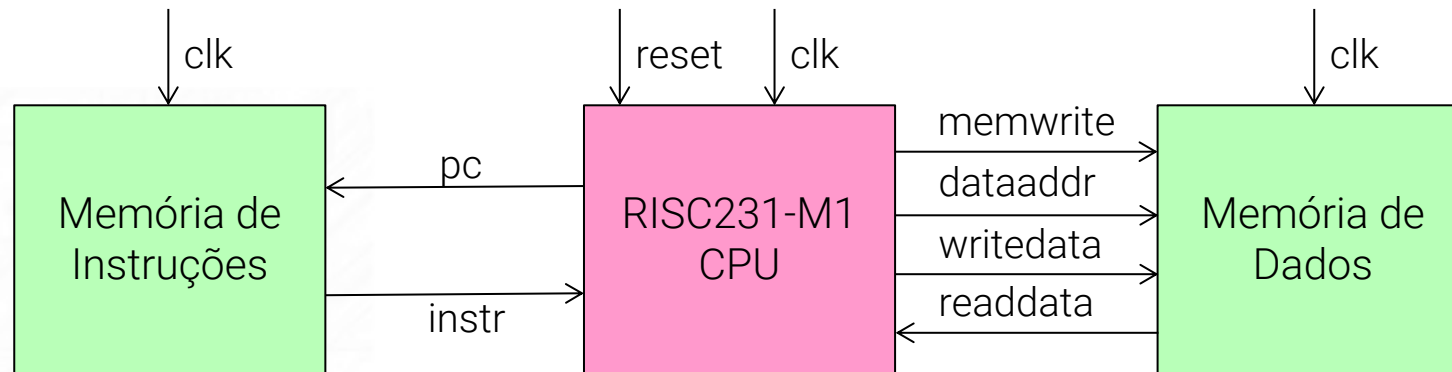 clk
reset
clk
clk
memwrite
pc
dataaddr
Memória de
Instruções
RISC231-M1
CPU
writedata
Memória de
Dados
instr
readdata